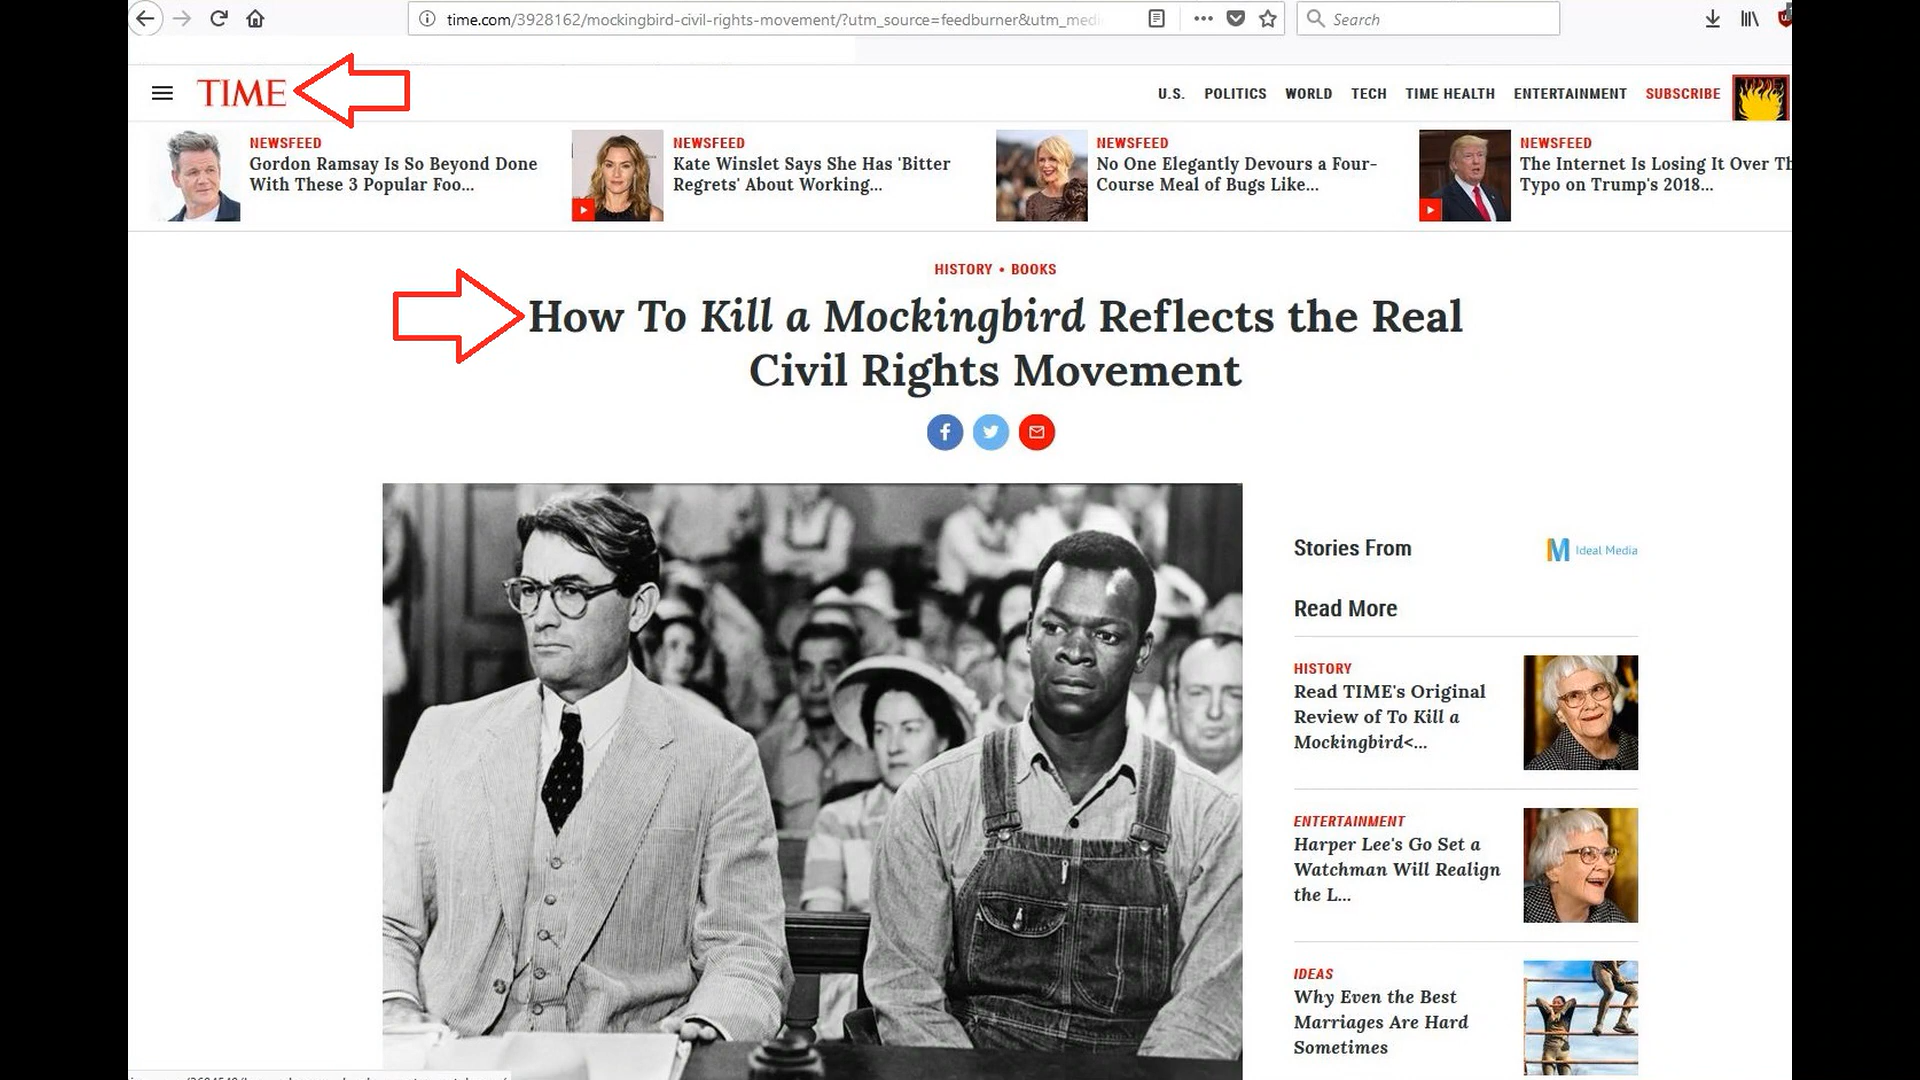 time.com/3928162/mockingbird-civil-rights-movement/?utm_source=feedburner&utm_medi
Search
TIME
U.S. POLITICS WORLD TECH TIME HEALTH ENTERTAINMENT SUBSCRIBE
NEWSFEED
Gordon Ramsay Is So Beyond Done
With These 3 Popular Foo...
NEWSFEED
Kate Winslet Says She Has 'Bitter
Regrets' About Working...
NEWSFEED
No One Elegantly Devours a Four-
Course Meal of Bugs Like...
NEWSFEED
The Internet Is Losing It Over Th
Typo on Trump's 2018...
HISTORY • BOOKS
How To Kill a Mockingbird Reflects the Real
Civil Rights Movement
Stories From
Ideal Media
Read More
HISTORY
Read TIME's Original
Review of To Kill a
Mockingbird<...
ENTERTAINMENT
Harper Lee's Go Set a
Watchman Will Realign
the L...
IDEAS
Why Even the Best
Marriages Are Hard
Sometimes